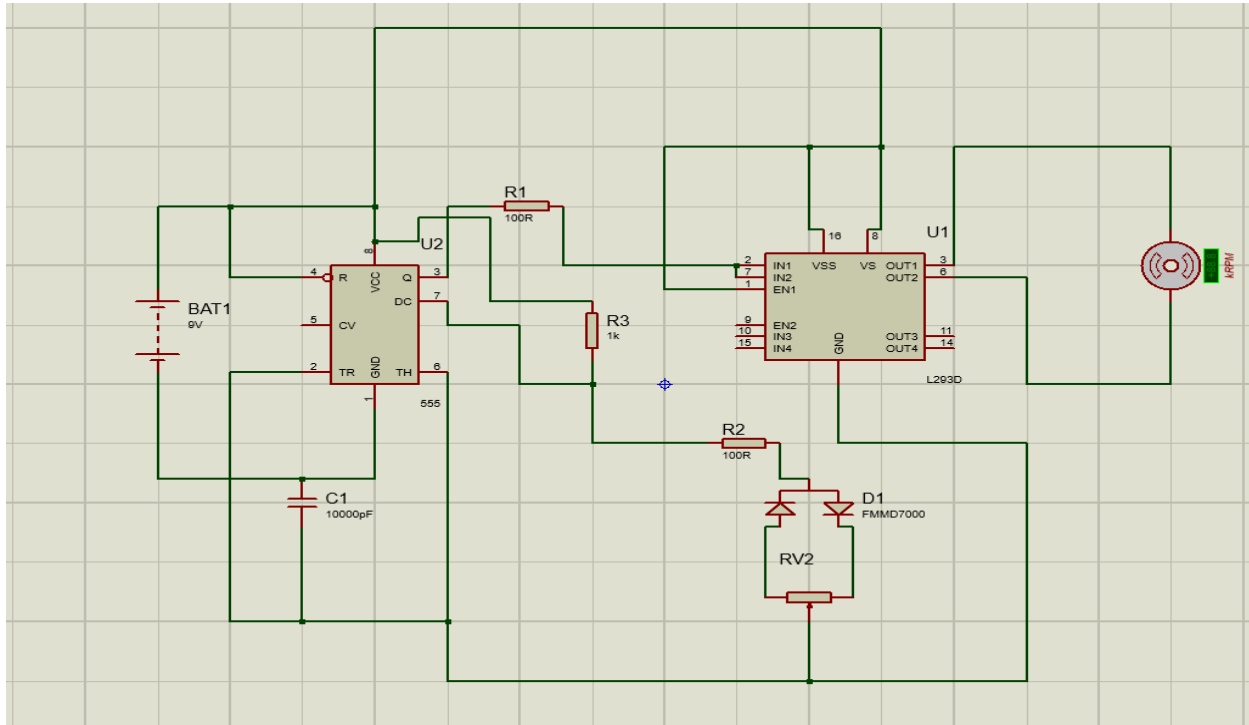 R1
100R
U2
8
4
R
VCC
Q
3
DC
7
5
CV
2
TR
GND
TH
6
1
555
BAT1
9V
C1
10000pF
R3
1k
R2
100R
D1
FMMD7000
RV2
16
8
U1
2
IN1
VSS
VS
OUT1
3
7
IN2
OUT2
6
1
EN1
9
EN2
10
IN3
OUT3
11
15
IN4
GND
OUT4
14
L293D
kRPM